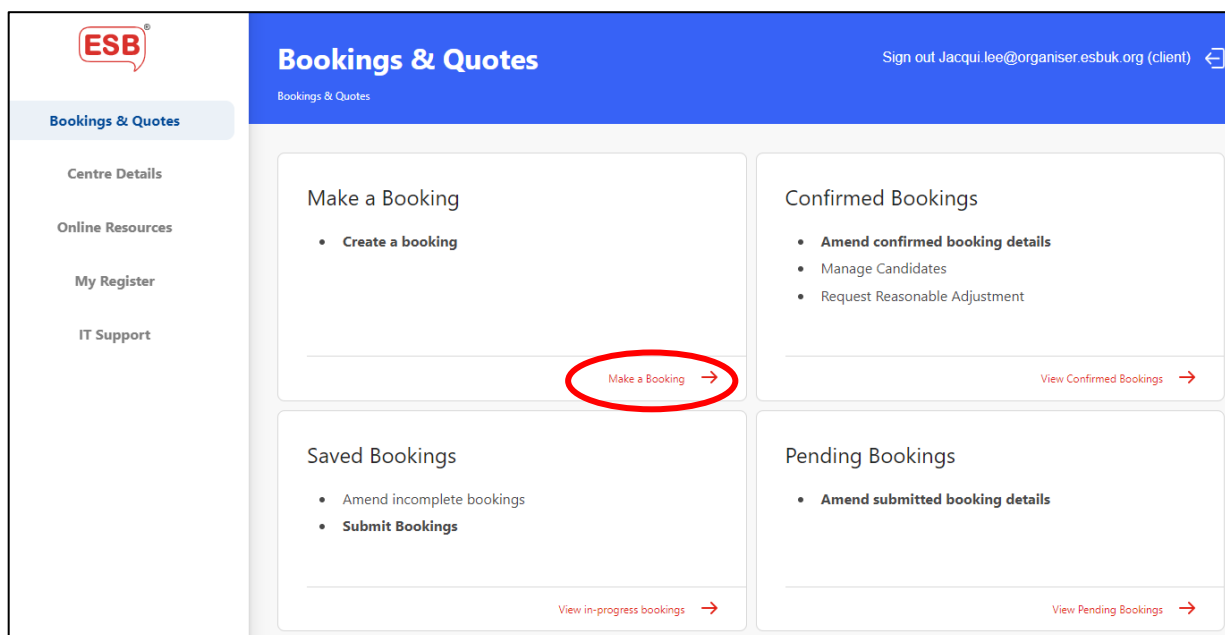 ESB®
Bookings & Quotes
Centre Details
Online Resources
My Register
IT Support
Bookings & Quotes
Sign out Jacqui.lee@organiser.esbuk.org (client)
Bookings & Quotes
Make a Booking
• Create a booking
Make a Booking →
Confirmed Bookings
• Amend confirmed booking details
• Manage Candidates
• Request Reasonable Adjustment
View Confirmed Bookings →
Saved Bookings
• Amend incomplete bookings
• Submit Bookings
View in-progress bookings →
Pending Bookings
• Amend submitted booking details
View Pending Bookings →